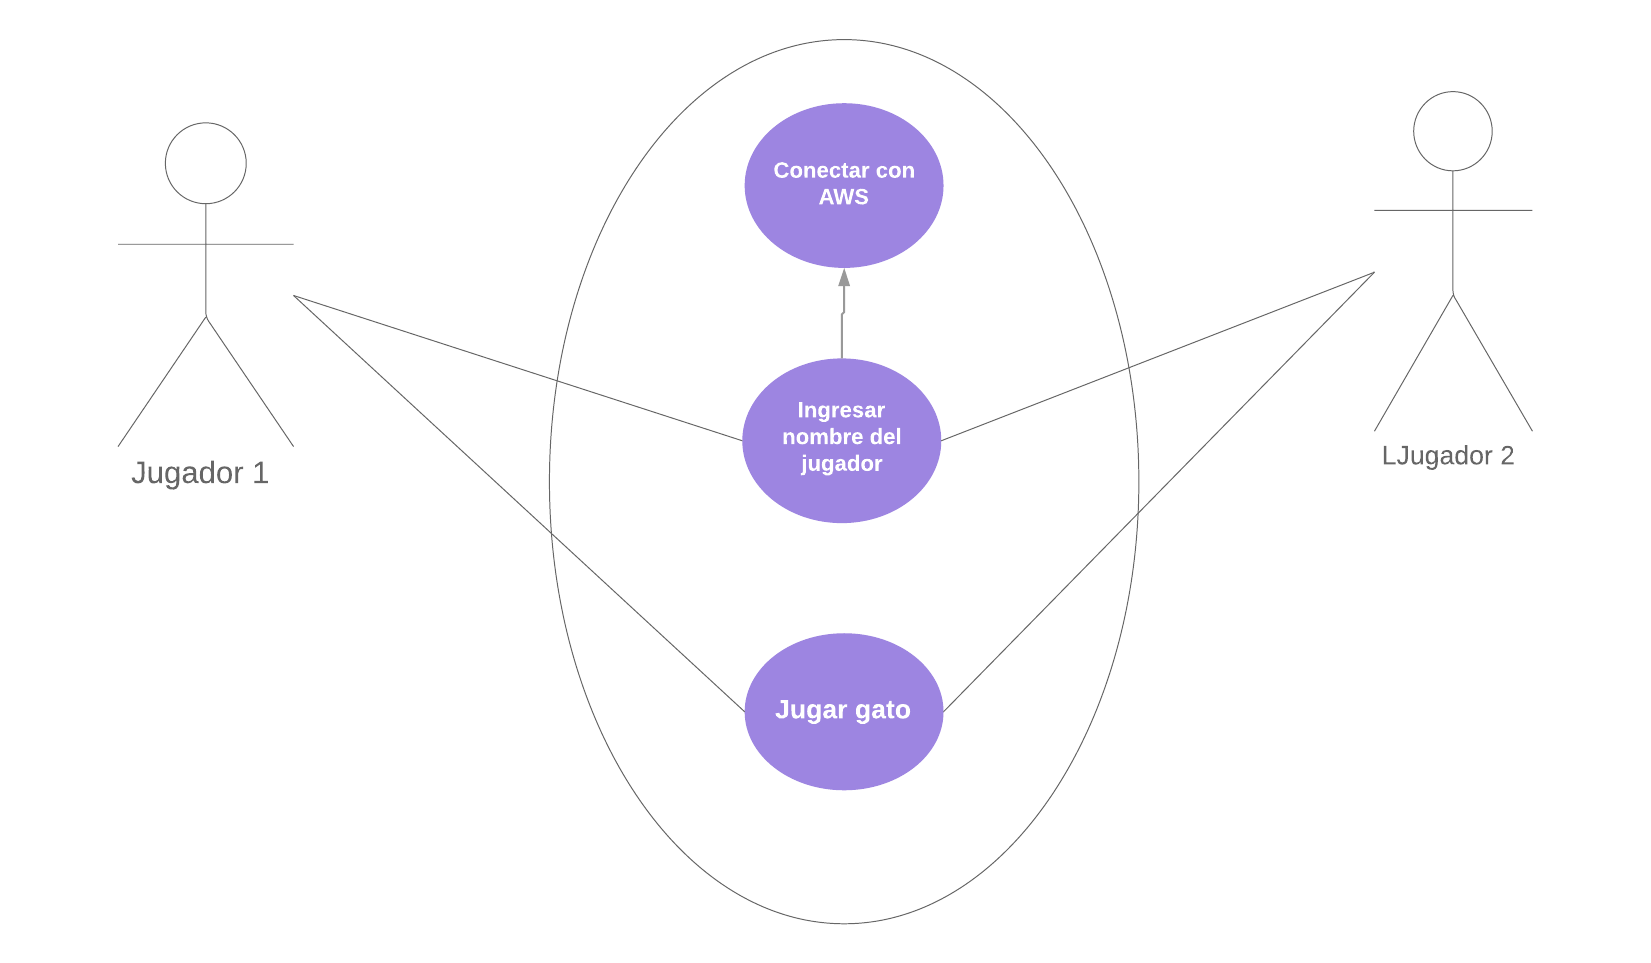 Conectar con
AWS
Ingresar
nombre del
jugador
Jugador 1
LJugador 2
Jugar gato